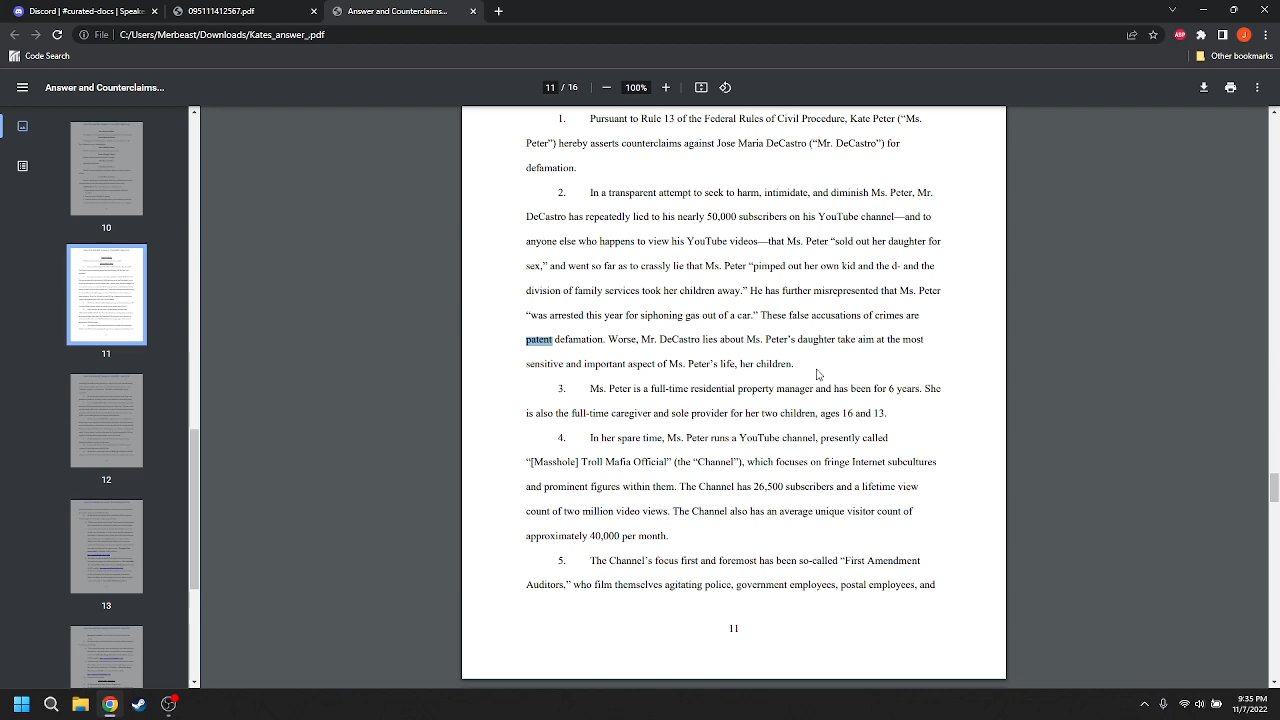 Discord | #curated-docs | Speake
095111412567.pdf
Answer and Counterclaims...
File
C:/Users/Merbeast/Downloads/Kates_answer_.pdf
ABP
J
Code Search
Other bookmarks
Answer and Counterclaims...
11 / 16
100%
10
11
12
13
1. Pursuant to Rule 13 of the Federal Rules of Civil Procedure, Kate Peter (“Ms.
Peter”) hereby asserts counterclaims against Jose Maria DeCastro (“Mr. DeCastro”) for
defamation.
2. In a transparent attempt to seek to harm, intimidate, and diminish Ms. Peter, Mr.
DeCastro has repeatedly lied to his nearly 50,000 subscribers on his YouTube channel—and to
others who have view his YouTube videos—that Ms. Peter “sold out her daughter for
and went so far as to falsely lie that Ms. Peter “pimped out her own kid and the d- and the
division – family services took her children away.” He has further misrepresented that Ms. Peter
“was arrested this year for siphoning gas out of a car.” These false accusations of crimes are
patent defamation. Worse, Mr. DeCastro lies about Ms. Peter’s daughter take aim at the most
sensitive and important aspect of Ms. Peter’s life, her children.
3. Ms. Peter is a full-time residential property manager and has been for 6 years. She
is also a full-time caregiver and sole provider for her two children, ages 16 and 13.
In her spare time, Ms. Peter runs a YouTube channel, presently called
“[Masshole] Troll Mafia Official” (the “Channel”), which focuses on fringe Internet subcultures
and prominent figures within them. The Channel has 26,500 subscribers and a lifetime view
count of two million video views. The Channel also has an average unique visitor count of
approximately 40,000 per month.
The Channel’s focus first and foremost has been so-called “First Amendment
Auditors,” who film themselves agitating police, government employees, postal employees, and
11
9:35 PM
11/7/2022